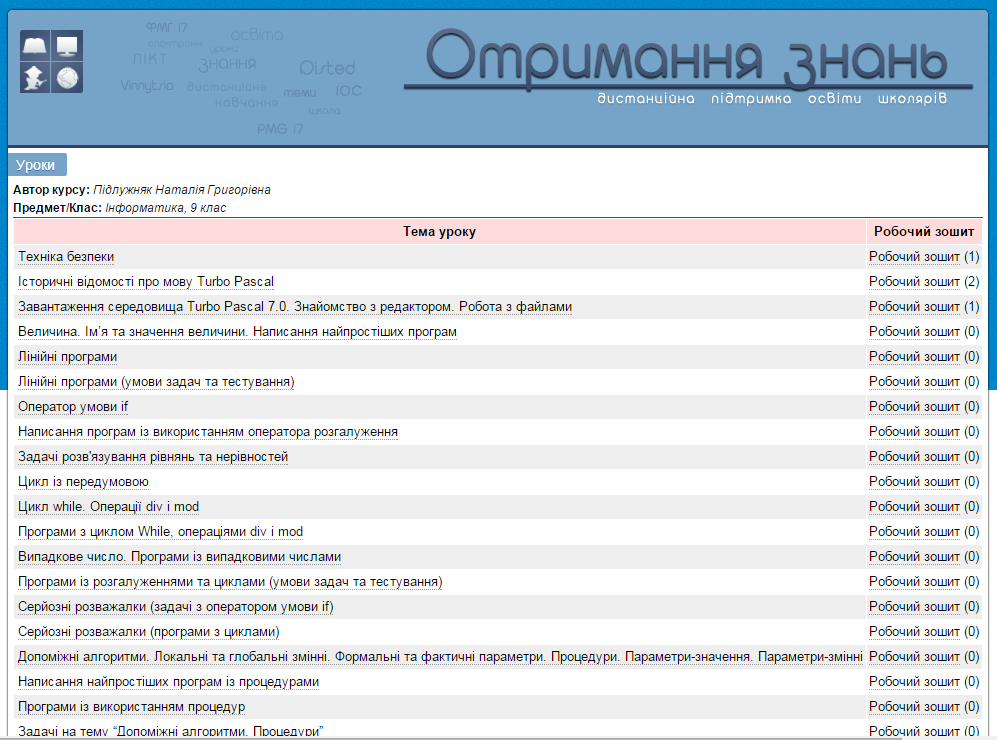 ФМГ 17
освіта
електронні
уроки
ЛІКТ
знання
Oisted
Vinnytsia
дистанційне
теми
ЮС
навчання
школа
PMG 17
Отримання знань
дистанційна підтримка освіти школярів
Уроки
Автор курсу: Підлужняк Наталія Григорівна
Предмет/Клас: Інформатика, 9 клас
Тема уроку Робочий зошит
Техніка безпеки Робочий зошит (1)
Історичні відомості про мову Turbo Pascal Робочий зошит (2)
Завантаження середовища Turbo Pascal 7.0. Знайомство з редактором. Робота з файлами Робочий зошит (1)
Величина. Ім’я та значення величини. Написання найпростіших програм Робочий зошит (0)
Лінійні програми Робочий зошит (0)
Лінійні програми (умови задач та тестування) Робочий зошит (0)
Оператор умови if Робочий зошит (0)
Написання програм із використанням оператора розгалуження Робочий зошит (0)
Задачі розв'язування рівнянь та нерівностей Робочий зошит (0)
Цикл із передумовою Робочий зошит (0)
Цикл while. Операції div і mod Робочий зошит (0)
Програми з циклом While, операціями div і mod Робочий зошит (0)
Випадкове число. Програми із випадковими числами Робочий зошит (0)
Програми із розгалуженнями та циклами (умови задач та тестування) Робочий зошит (0)
Серйозні розважалки (задачі з оператором умови if) Робочий зошит (0)
Серйозні розважалки (програми з циклами) Робочий зошит (0)
Допоміжні алгоритми. Локальні та глобальні змінні. Формальні та фактичні параметри. Процедури. Параметри-значення. Параметри-змінні Робочий зошит (0)
Написання найпростіших програм із процедурами Робочий зошит (0)
Програми із використанням процедур Робочий зошит (0)
Задачі на тему “Допоміжні алгоритми. Процедури” Робочий зошит (0)